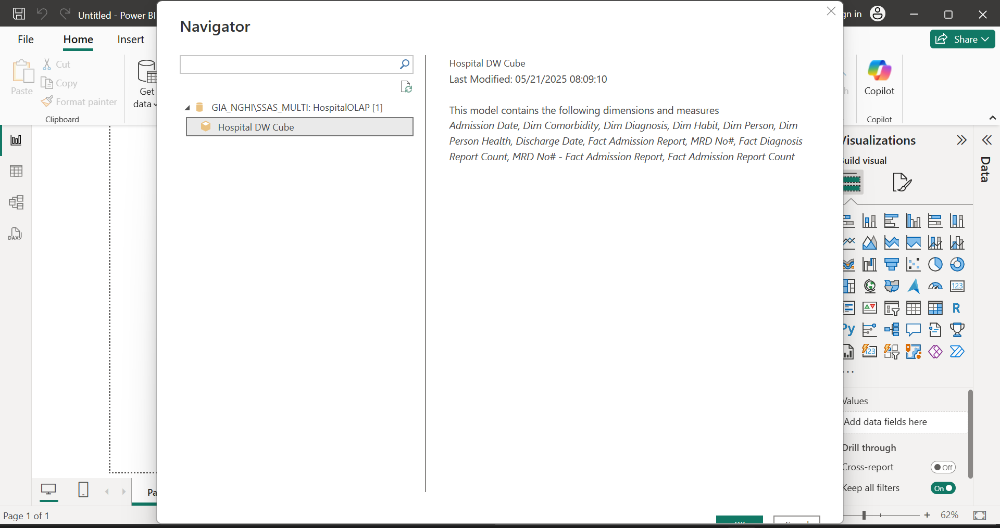 Untitled - Power BI
gn in
File
Home
Insert
Share
Paste
Cut
Copy
Format painter
Clipboard
Get
data
Navigator
GIA_NGHI\SSAS_MULTI: HospitalOLAP [1]
Hospital DW Cube
Hospital DW Cube
Last Modified: 05/21/2025 08:09:10
This model contains the following dimensions and measures
Admission Date, Dim Comorbidity, Dim Diagnosis, Dim Habit, Dim Person, Dim
Person Health, Discharge Date, Fact Admission Report, MRD No#, Fact Diagnosis
Report Count, MRD No# - Fact Admission Report, Fact Admission Report Count
Copilot
Copilot
Visualizations
uild visual
Data
123
R
Py
123
DAX
Values
Add data fields here
Drill through
Cross-report
Off
Keep all filters
On
Pa
Page 1 of 1
62%